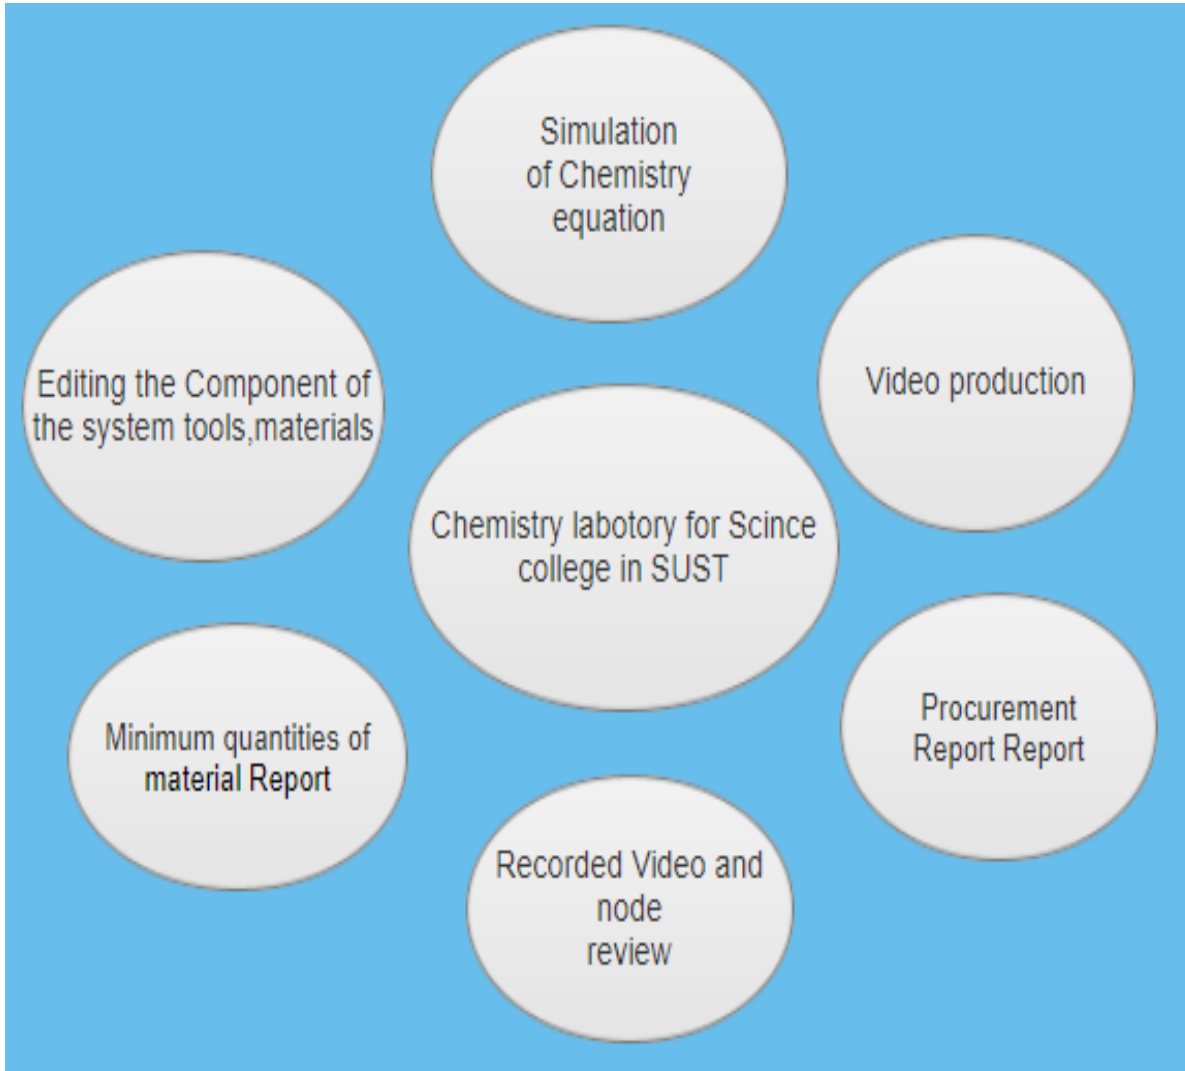 Simulation
of Chemistry
equation
Editing the Component of
the system tools,materials
Video production
Chemistry labotory for Scince
college in SUST
Minimum quantities of
material Report
Procurement
Report Report
Recorded Video and
node
review